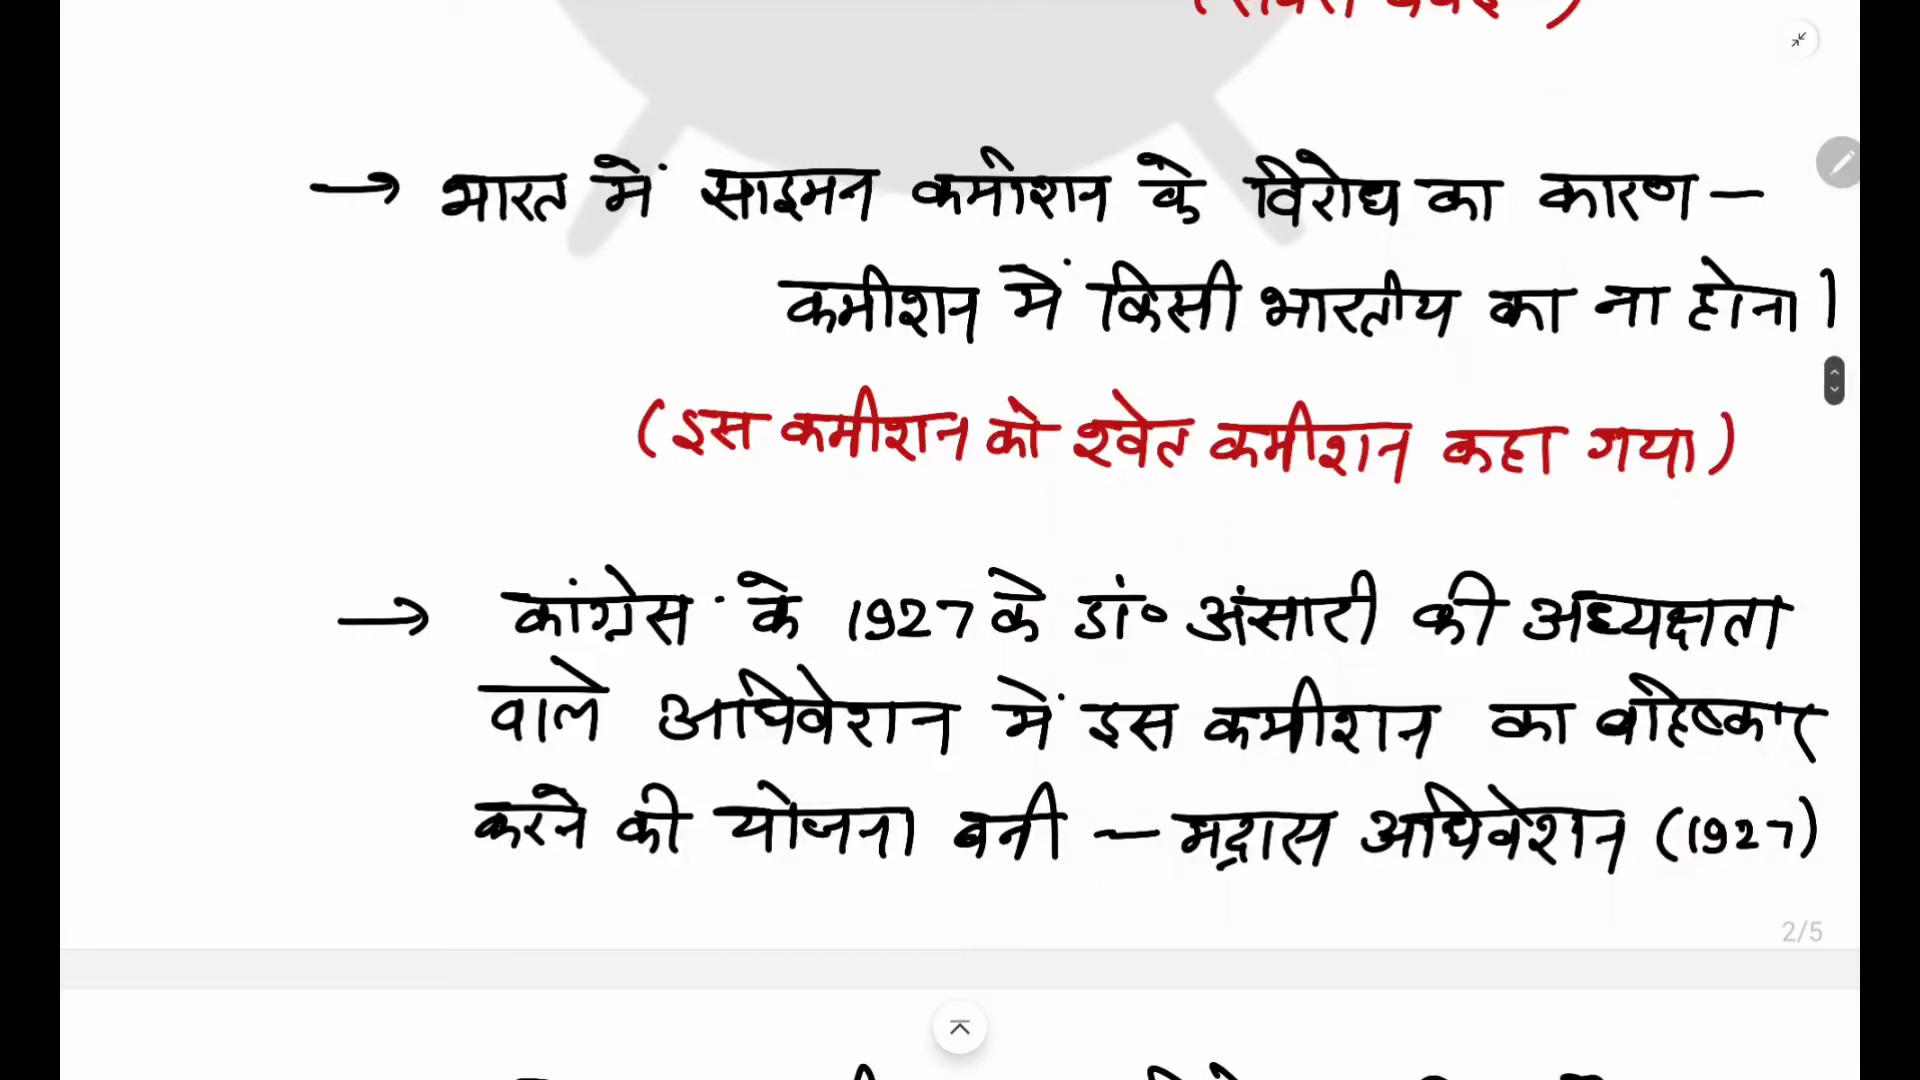 → भारत में साइमन कमीशन के विरोध का कारण –
कमीशन में किसी भारतीय का ना होना।
(इस कमीशन को श्वेत कमीशन कहा गया)
→ कांग्रेस के 1927 के डां० अंसारी की अध्यक्षता
वाले अधिवेशन में इस कमीशन का बहिष्कार
करने की योजना बनी – मद्रास अधिवेशन (1927)
2/5